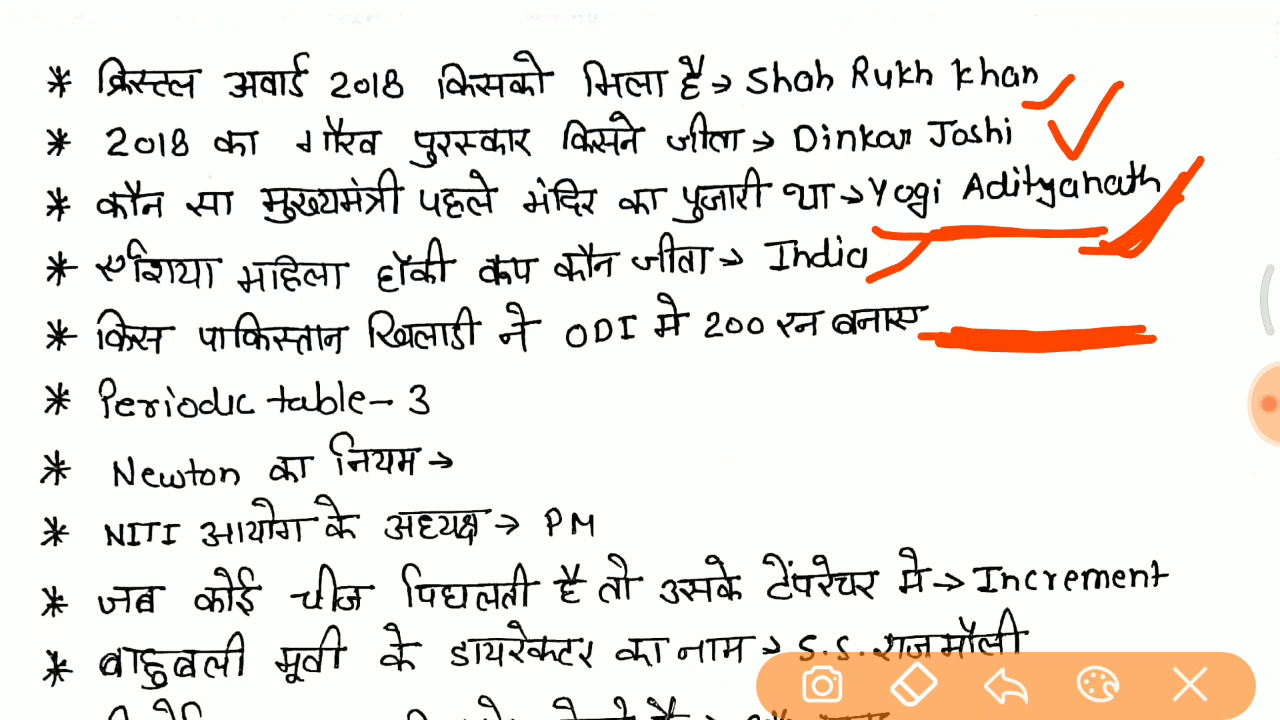 * क्रिस्टल अवार्ड 2018 किसको मिला है → Shah Rukh Khan
* 2018 का गौरव पुरस्कार किसने जीता → Dinkar Joshi
* कौन सा मुख्यमंत्री पहले मंदिर का पुजारी था → Yogi Adityanath
* एशिया महिला हॉकी कप कौन जीता → India
* किस पाकिस्तान खिलाडी ने ODI मे 200 रन बनाए
* Periodic table - 3
* Newton का नियम →
* NITI आयोग के अध्यक्ष → PM
* जब कोई चीज पिघलती है तो उसके टेंपरेचर मे → Increment
* बाहुबली मूवी के डायरेक्टर का नाम → S.S. राजमौली